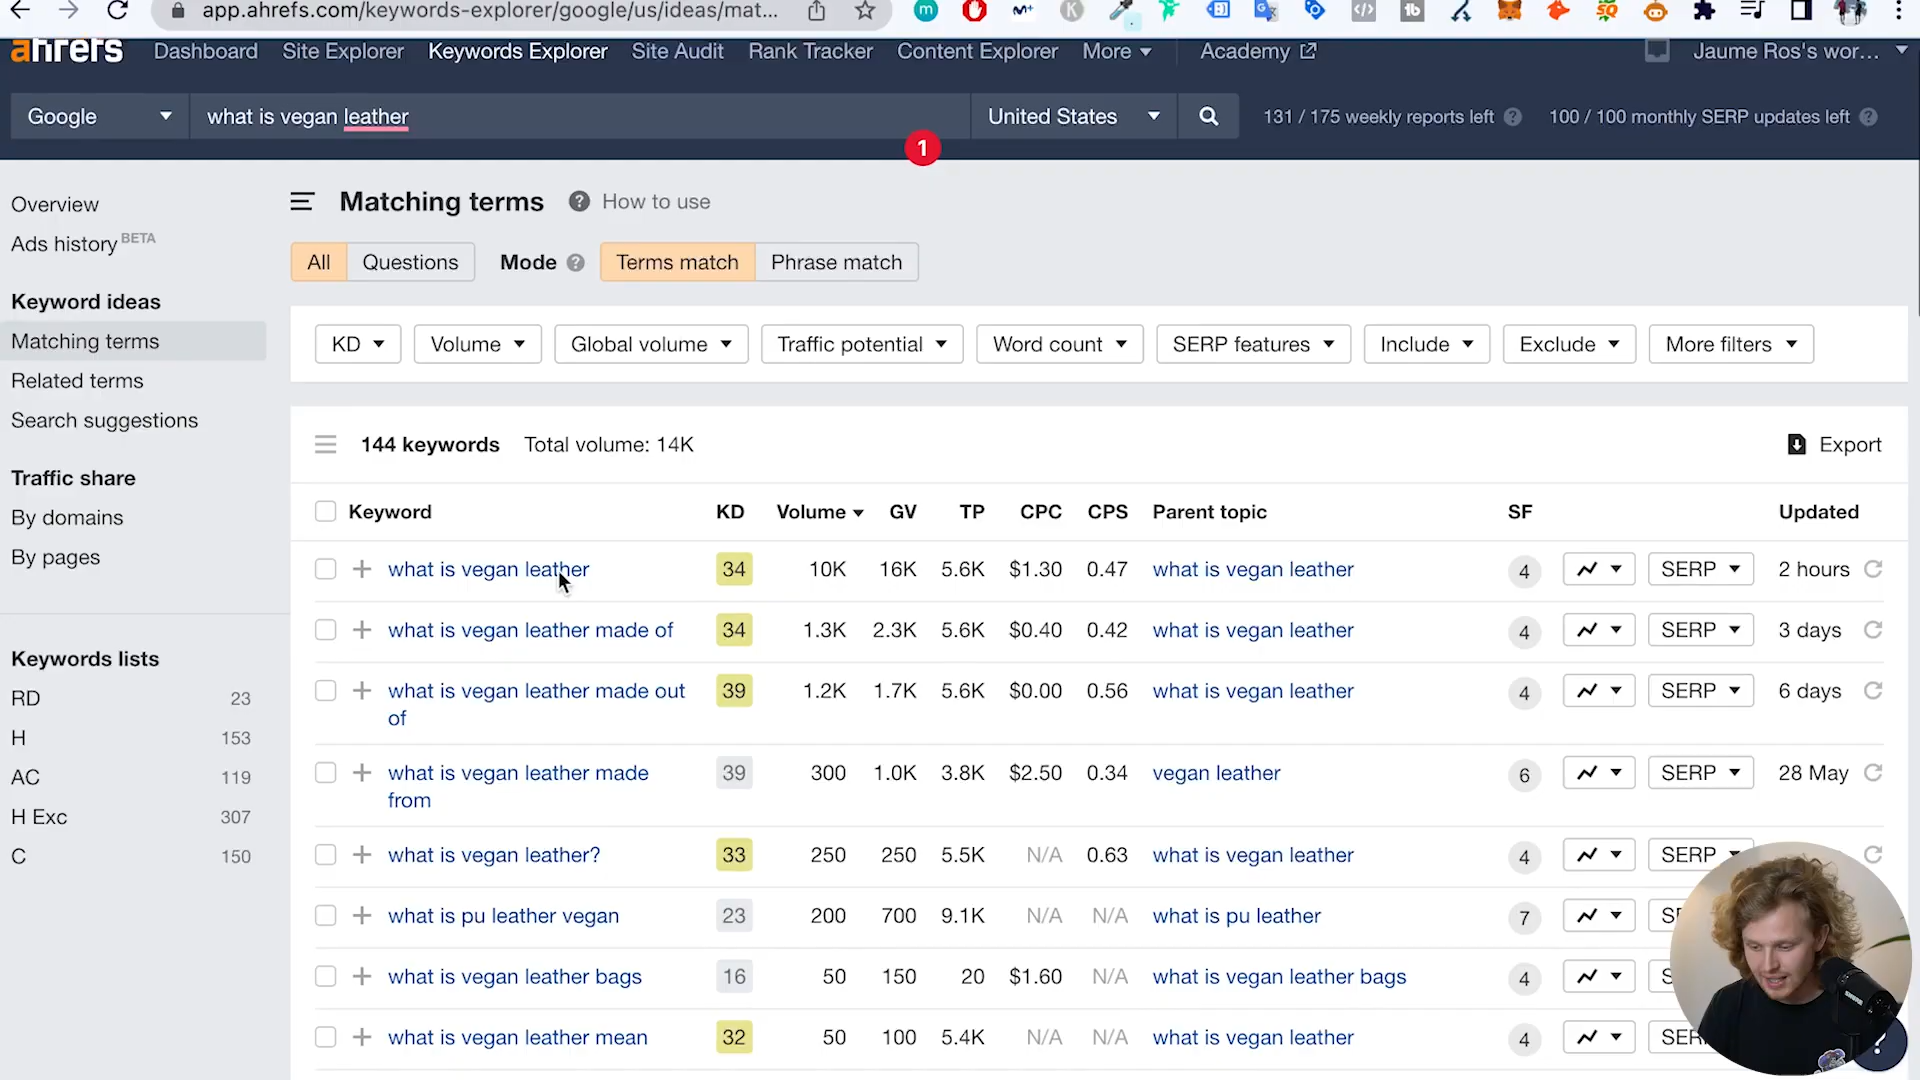 app.ahrefs.com/keywords-explorer/google/us/ideas/mat...
ahrefs Dashboard Site Explorer Keywords Explorer Site Audit Rank Tracker Content Explorer More Academy Jaume Ros's wor...
Google what is vegan leather United States 131 / 175 weekly reports left 100 / 100 monthly SERP updates left
1
Overview
Ads history BETA
Keyword ideas
Matching terms
Related terms
Search suggestions
Traffic share
By domains
By pages
Keywords lists
RD 23
H 153
AC 119
H Exc 307
C 150
Matching terms ? How to use
All Questions Mode ? Terms match Phrase match
KD Volume Global volume Traffic potential Word count SERP features Include Exclude More filters
144 keywords Total volume: 14K Export
Keyword KD Volume GV TP CPC CPS Parent topic SF Updated
what is vegan leather 34 10K 16K 5.6K $1.30 0.47 what is vegan leather 4 SERP 2 hours
what is vegan leather made of 34 1.3K 2.3K 5.6K $0.40 0.42 what is vegan leather 4 SERP 3 days
what is vegan leather made out 39 1.2K 1.7K 5.6K $0.00 0.56 what is vegan leather 4 SERP 6 days
of
what is vegan leather made 39 300 1.0K 3.8K $2.50 0.34 vegan leather 6 SERP 28 May
from
what is vegan leather? 33 250 250 5.5K N/A 0.63 what is vegan leather 4 SERP
what is pu leather vegan 23 200 700 9.1K N/A N/A what is pu leather 7
what is vegan leather bags 16 50 150 20 $1.60 N/A what is vegan leather bags 4
what is vegan leather mean 32 50 100 5.4K N/A N/A what is vegan leather 4